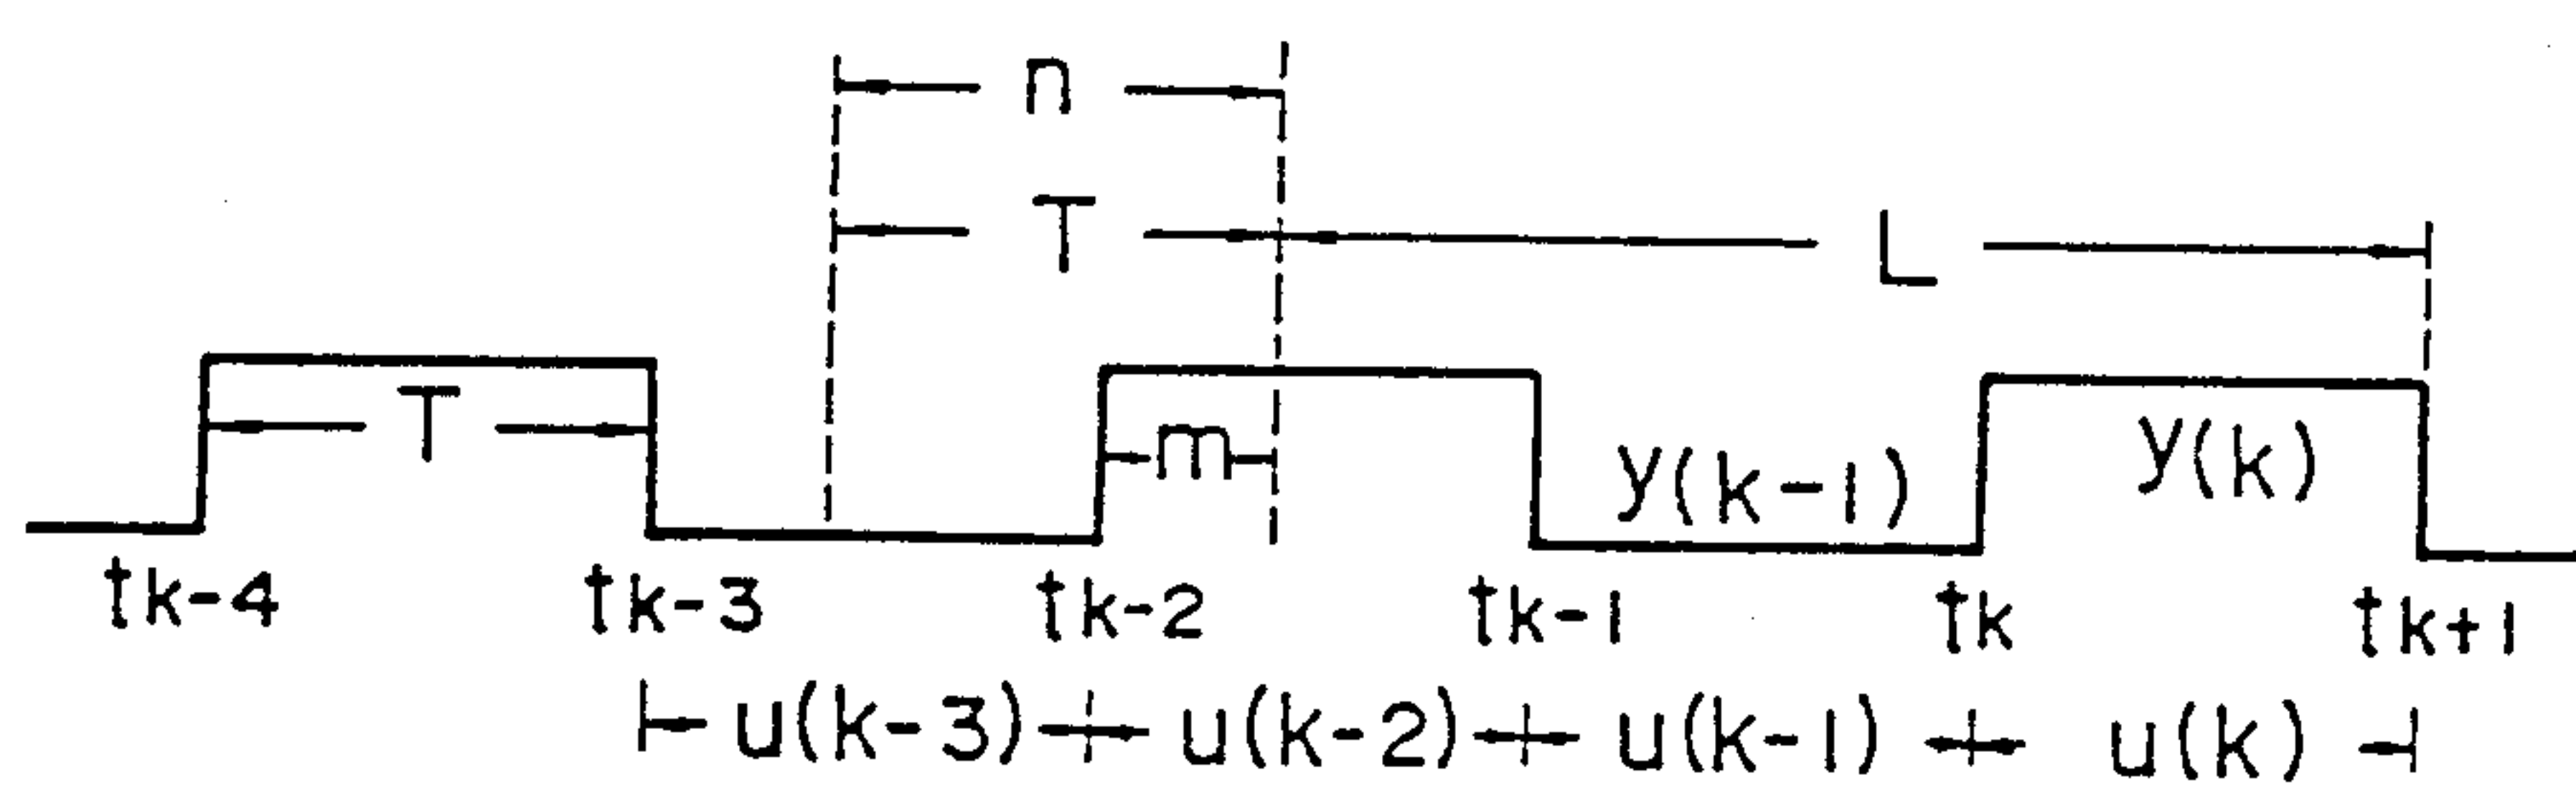 n
T L
T
m y(k-1) y(k)
tk-4 tk-3 tk-2 tk-1 tk tk+1
u(k-3) u(k-2) u(k-1) u(k)